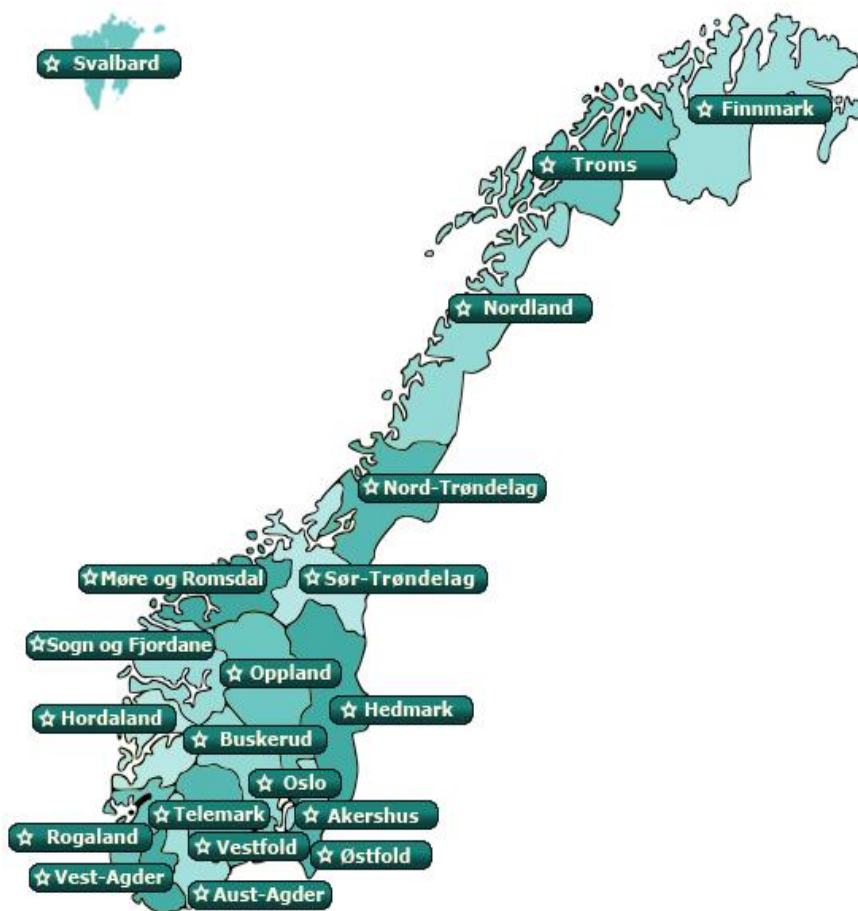 Svalbard
Finnmark
Troms
Nordland
Nord-Trøndelag
Møre og Romsdal
Sør-Trøndelag
Sogn og Fjordane
Oppland
Hordaland
Hedmark
Buskerud
Oslo
Telemark
Akershus
Rogaland
Vestfold
Østfold
Vest-Agder
Aust-Agder